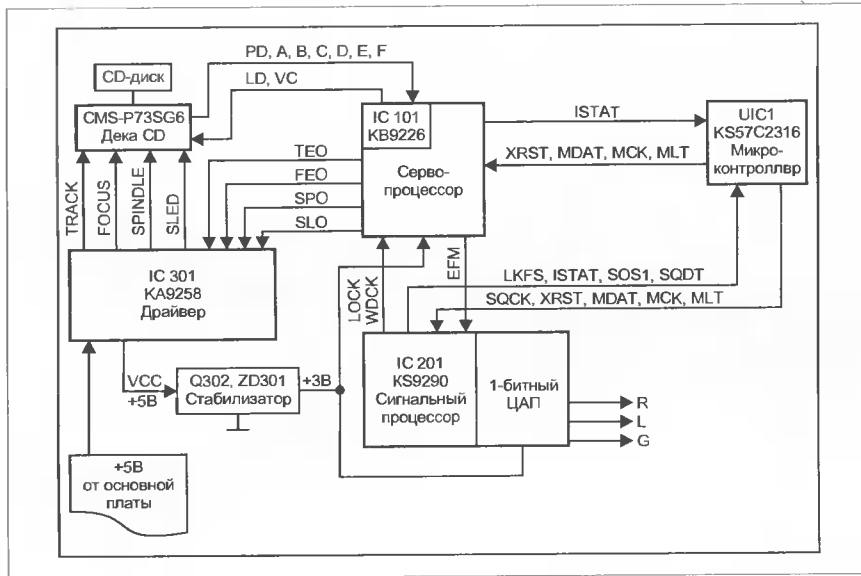 PD, A, B, C, D, E, F
CD-диск
LD, VC
CMS-P73SG6
Дека CD
IC 101
KB9226
Серво-
процессор
ISTAT
UIC1
KS57C2316
Микро-
контроллвр
XRST, MDAT, MCK, MLT
TEO
FEO
SPO
SLO
TRACK
FOCUS
SPINDLE
SLED
IC 301
KA9258
Драйвер
LOCK
WDCK
EFM
LKFS, ISTAT, SOS1, SQDT
SQCK, XRST, MDAT, MCK, MLT
VCC
+5В
Q302, ZD301
Стабилизатор
+3В
IC 201
KS9290
Сигнальный
процессор
1-битный
ЦАП
R
L
G
+5В
от основной
платы